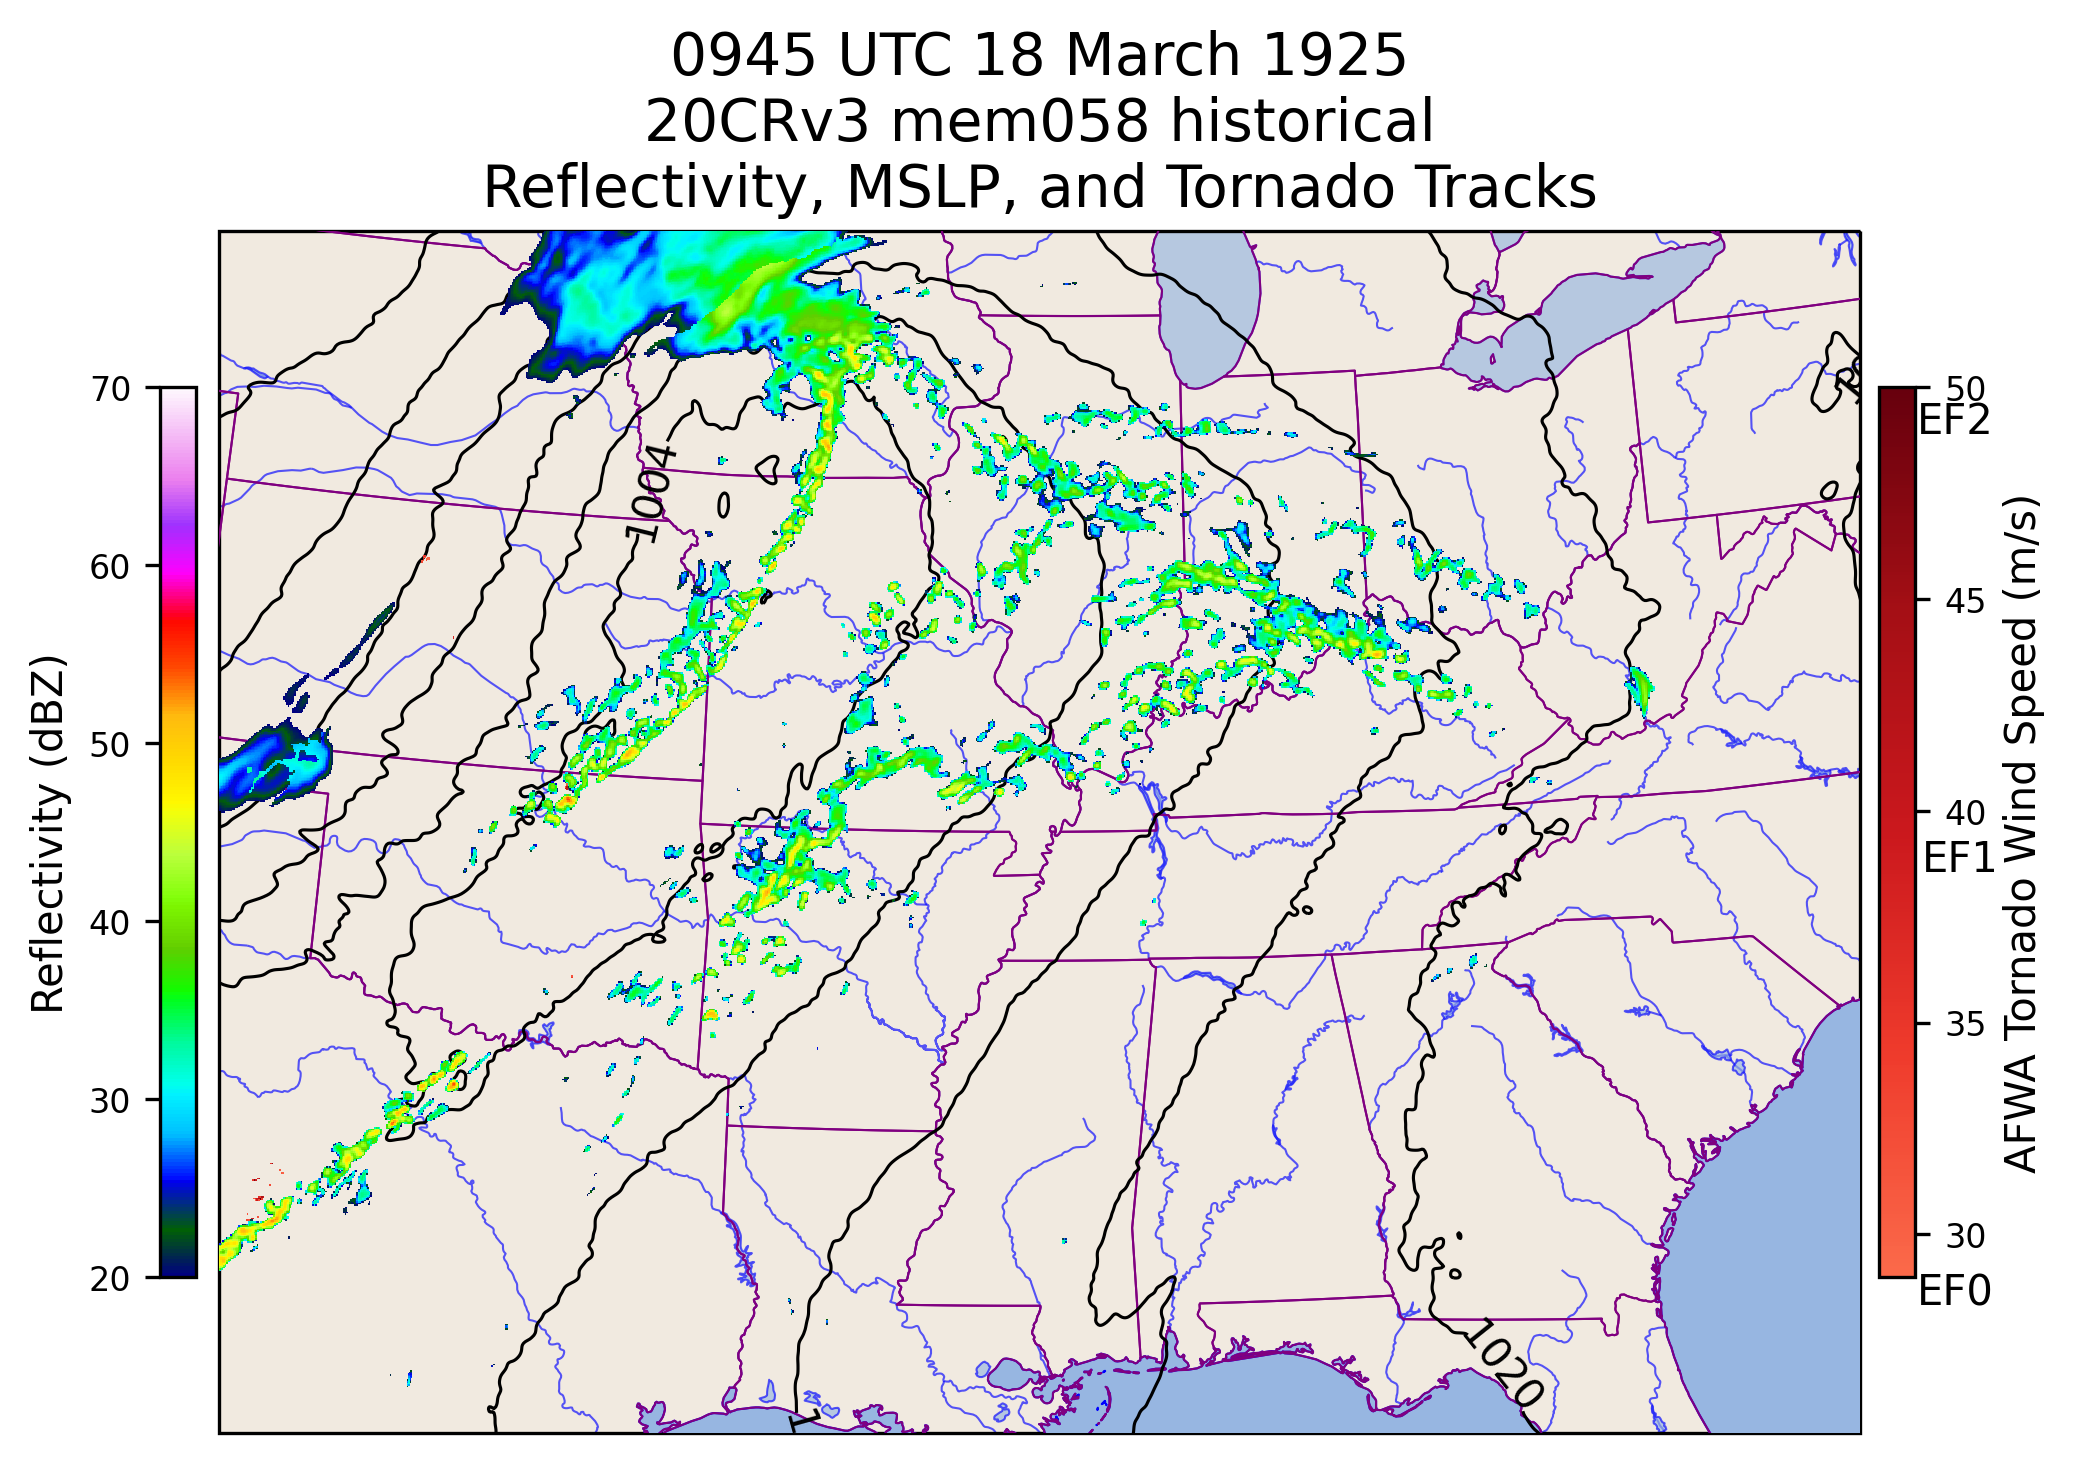 0945 UTC 18 March 1925
20CRv3 mem058 historical
Reflectivity, MSLP, and Tornado Tracks
70
60
50
40
30
20
Reflectivity (dBZ)
1004
1020
1
50
EF2
45
40
EF1
35
30
EF0
AFWA Tornado Wind Speed (m/s)